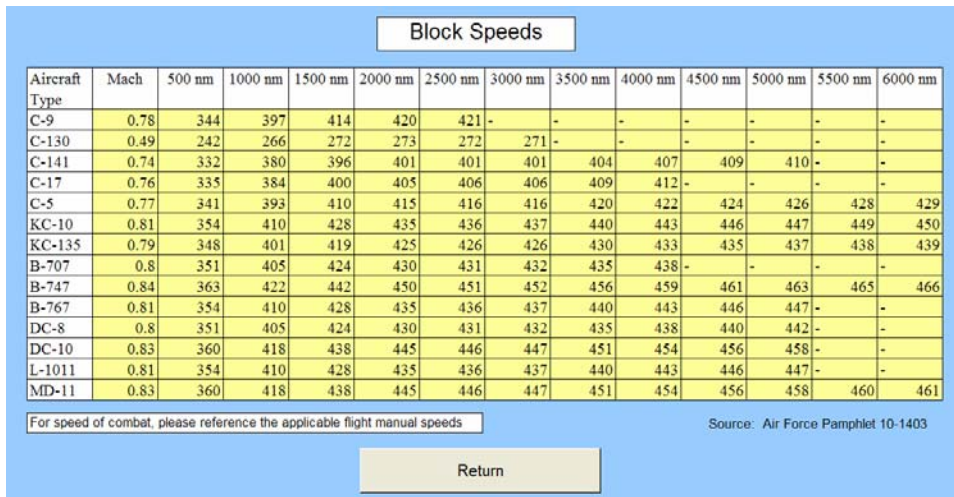 Block Speeds
Aircraft Type Mach 500 nm 1000 nm 1500 nm 2000 nm 2500 nm 3000 nm 3500 nm 4000 nm 4500 nm 5000 nm 5500 nm 6000 nm
C-9 0.78 344 397 414 420 421 - - - - - - -
C-130 0.49 242 266 272 273 272 271 - - - - - -
C-141 0.74 332 380 396 401 401 401 404 407 409 410 - -
C-17 0.76 335 384 400 405 406 406 409 412 - - - -
C-5 0.77 341 393 410 415 416 416 420 422 424 426 428 429
KC-10 0.81 354 410 428 435 436 437 440 443 446 447 449 450
KC-135 0.79 348 401 419 425 426 426 430 433 435 437 438 439
B-707 0.8 351 405 424 430 431 432 435 438 - - - -
B-747 0.84 363 422 442 450 451 452 456 459 461 463 465 466
B-767 0.81 354 410 428 435 436 437 440 443 446 447 - -
DC-8 0.8 351 405 424 430 431 432 435 438 440 442 - -
DC-10 0.83 360 418 438 445 446 447 451 454 456 458 - -
L-1011 0.81 354 410 428 435 436 437 440 443 446 447 - -
MD-11 0.83 360 418 438 445 446 447 451 454 456 458 460 461
For speed of combat, please reference the applicable flight manual speeds
Source: Air Force Pamphlet 10-1403
Return